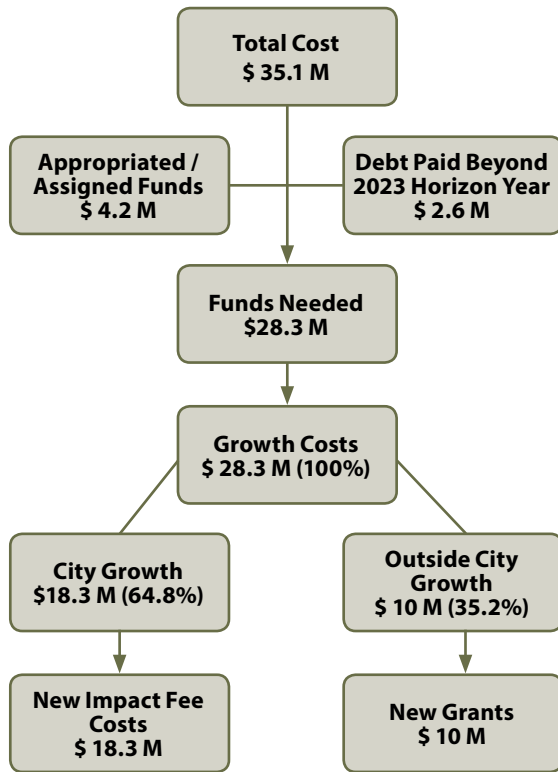 Total Cost
$ 35.1 M
Appropriated /
Assigned Funds
$ 4.2 M
Debt Paid Beyond
2023 Horizon Year
$ 2.6 M
Funds Needed
$28.3 M
Growth Costs
$ 28.3 M (100%)
City Growth
$18.3 M (64.8%)
Outside City
Growth
$ 10 M (35.2%)
New Impact Fee
Costs
$ 18.3 M
New Grants
$ 10 M